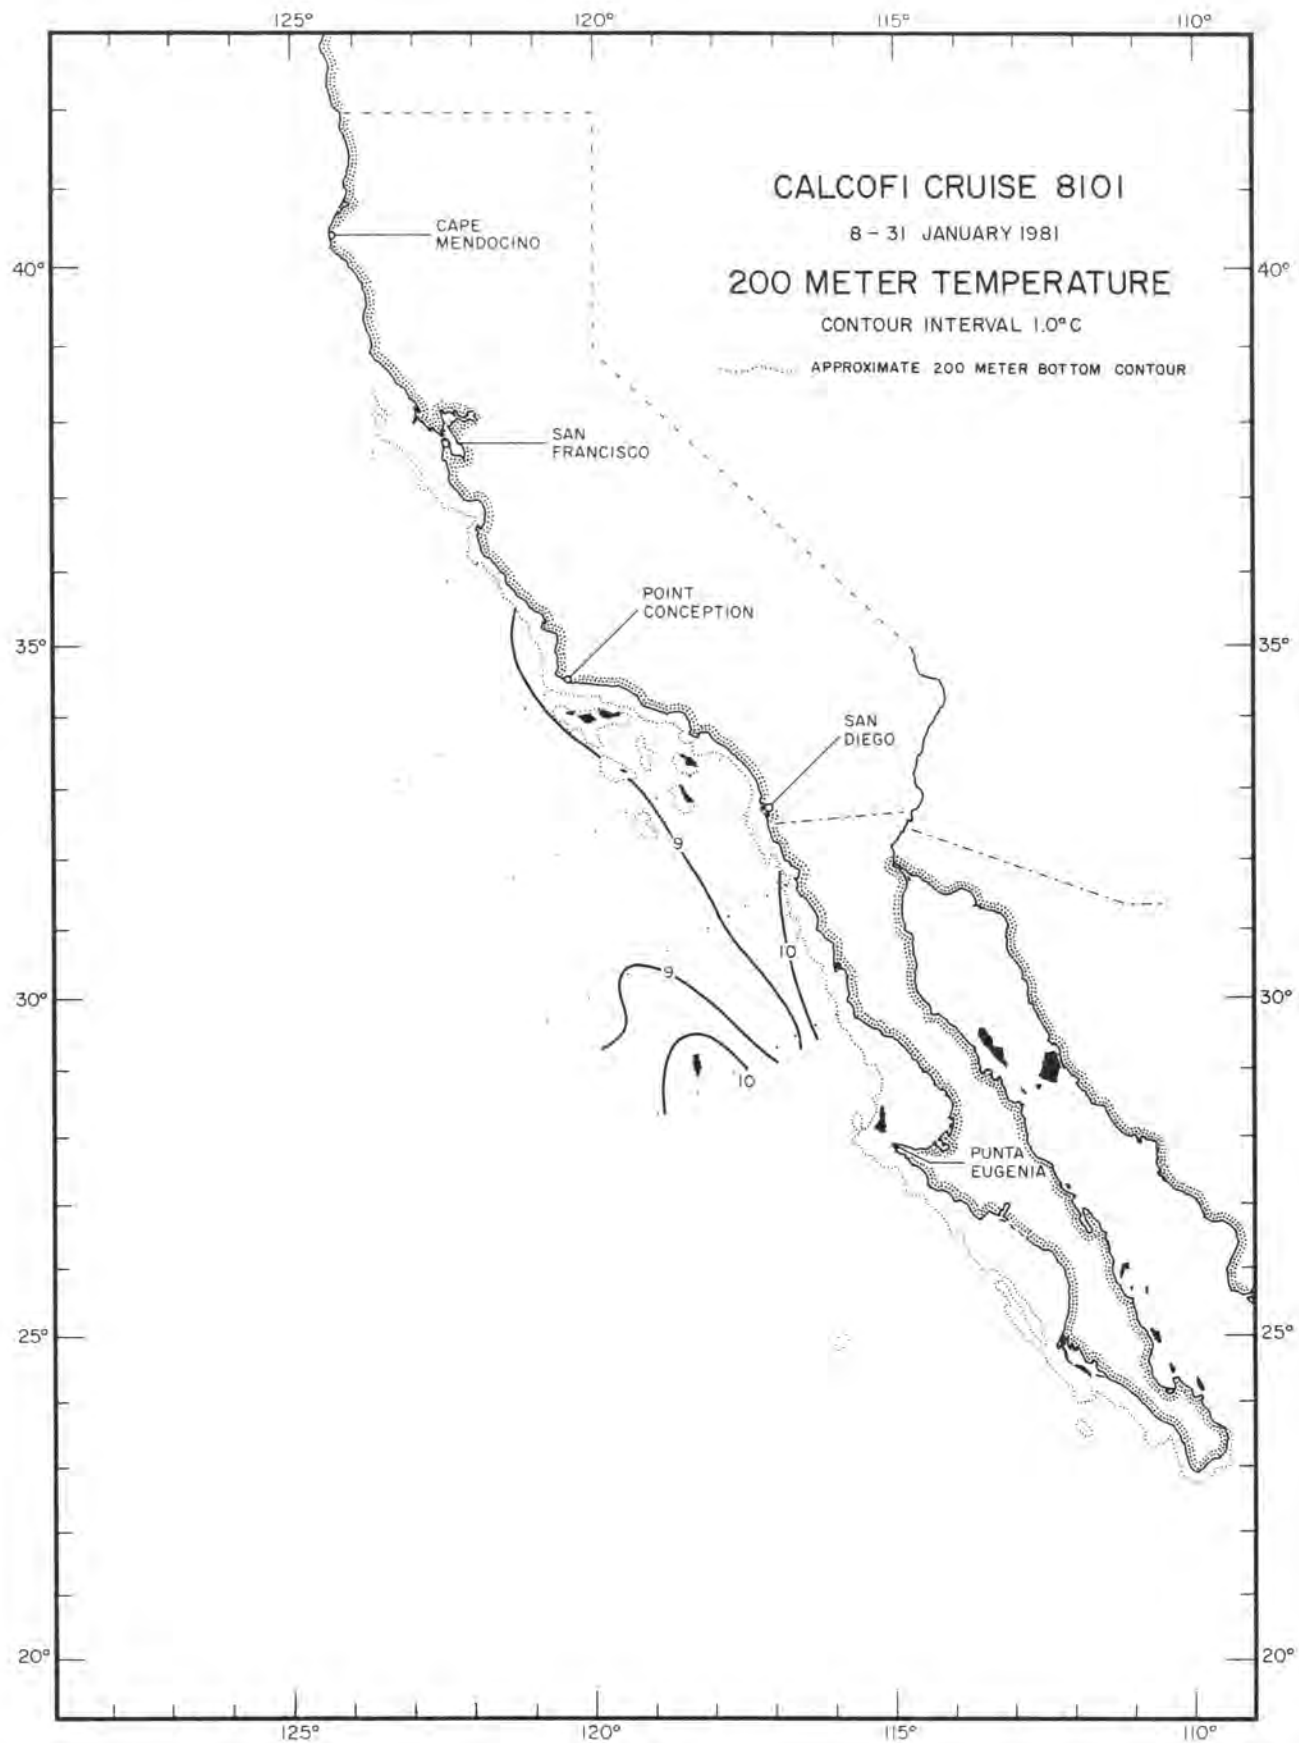 125°
120°
115°
110°
CALCOFI CRUISE 8101
8 - 31 JANUARY 1981
200 METER TEMPERATURE
CONTOUR INTERVAL 1.0°C
APPROXIMATE 200 METER BOTTOM CONTOUR
CAPE
MENDOCINO
40°
40°
SAN
FRANCISCO
POINT
CONCEPTION
35°
35°
SAN
DIEGO
9
10
9
30°
30°
10
PUNTA
EUGENIA
25°
25°
20°
20°
125°
120°
115°
110°